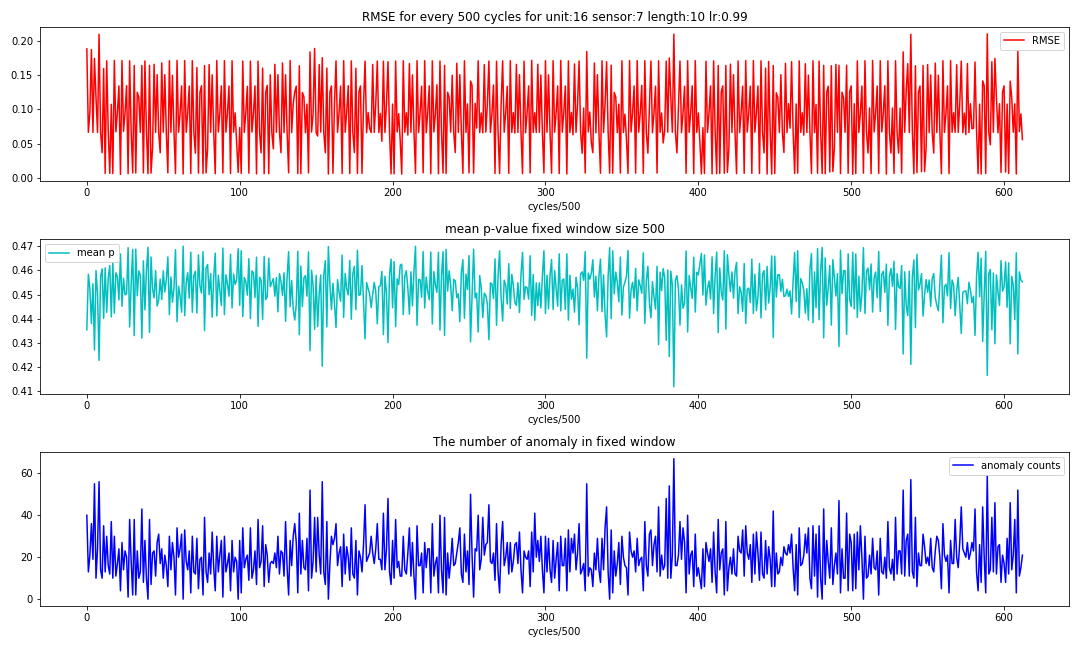 RMSE for every 500 cycles for unit:16 sensor:7 length:10 lr:0.99
0.20
0.15
0.10
0.05
0.00
RMSE
0 100 200 300 400 500 600
cycles/500
mean p-value fixed window size 500
0.47
0.46
0.45
0.44
0.43
0.42
0.41
mean p
0 100 200 300 400 500 600
cycles/500
The number of anomaly in fixed window
60
40
20
0
anomaly counts
0 100 200 300 400 500 600
cycles/500